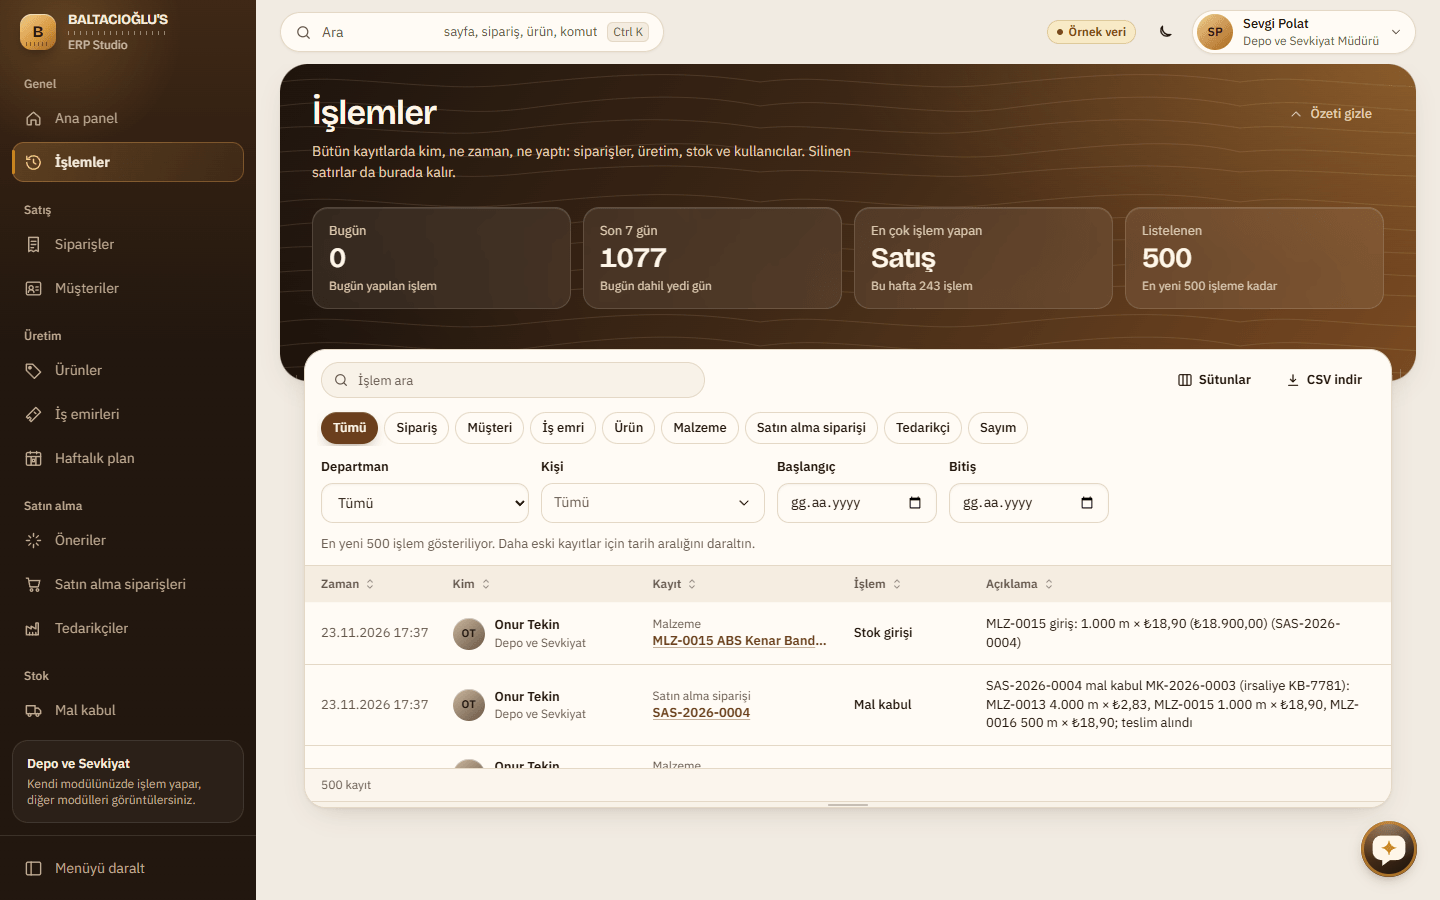 B
BALTACIOĞLU'S
ERP Studio
Genel
Ana panel
İşlemler
Satış
Siparişler
Müşteriler
Üretim
Ürünler
İş emirleri
Haftalık plan
Satın alma
Öneriler
Satın alma siparişleri
Tedarikçiler
Stok
Mal kabul
Depo ve Sevkiyat
Kendi modülünüzde işlem yapar,
diğer modülleri görüntülersiniz.
Menüyü daralt
Ara sayfa, sipariş, ürün, komut Ctrl K
Örnek veri
SP
Sevgi Polat
Depo ve Sevkiyat Müdürü
İşlemler
Özeti gizle
Bütün kayıtlarda kim, ne zaman, ne yaptı: siparişler, üretim, stok ve kullanıcılar. Silinen
satırlar da burada kalır.
Bugün
0
Bugün yapılan işlem
Son 7 gün
1077
Bugün dahil yedi gün
En çok işlem yapan
Satış
Bu hafta 243 işlem
Listelenen
500
En yeni 500 işleme kadar
İşlem ara
Sütunlar
CSV indir
Tümü Sipariş Müşteri İş emri Ürün Malzeme Satın alma siparişi Tedarikçi Sayım
Departman Kişi Başlangıç Bitiş
Tümü Tümü gg.aa.yyyy gg.aa.yyyy
En yeni 500 işlem gösteriliyor. Daha eski kayıtlar için tarih aralığını daraltın.
Zaman Kim Kayıt İşlem Açıklama
23.11.2026 17:37
OT
Onur Tekin
Depo ve Sevkiyat
Malzeme
MLZ-0015 ABS Kenar Band...
Stok girişi
MLZ-0015 giriş: 1.000 m × ₺18,90 (₺18.900,00) (SAS-2026-
0004)
23.11.2026 17:37
OT
Onur Tekin
Depo ve Sevkiyat
Satın alma siparişi
SAS-2026-0004
Mal kabul
SAS-2026-0004 mal kabul MK-2026-0003 (irsaliye KB-7781):
MLZ-0013 4.000 m × ₺2,83, MLZ-0015 1.000 m × ₺18,90, MLZ-
0016 500 m × ₺18,90; teslim alındı
OT
Onur Tekin
Malzeme
500 kayıt